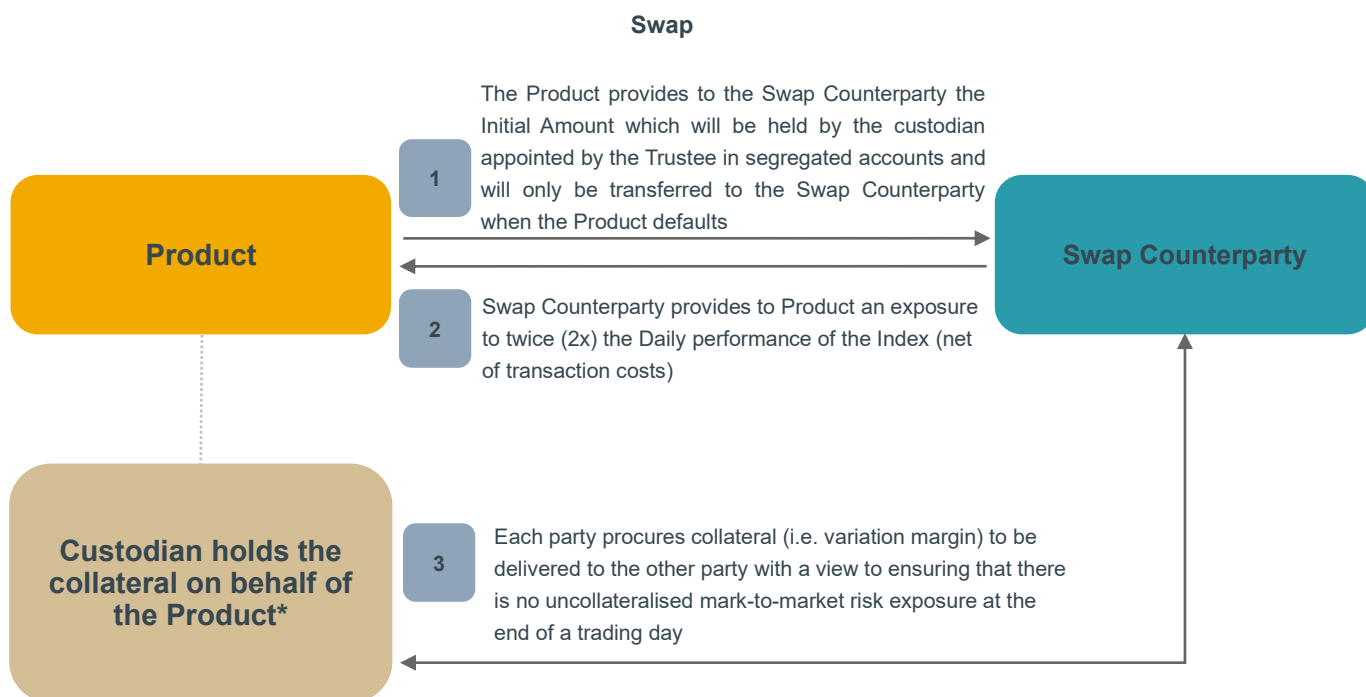 Swap
The Product provides to the Swap Counterparty the
Initial Amount which will be held by the custodian
appointed by the Trustee in segregated accounts and
will only be transferred to the Swap Counterparty
when the Product defaults
1
Product
Swap Counterparty
2
Swap Counterparty provides to Product an exposure
to twice (2x) the Daily performance of the Index (net
of transaction costs)
Custodian holds the
collateral on behalf of
the Product*
3
Each party procures collateral (i.e. variation margin) to be
delivered to the other party with a view to ensuring that there
is no uncollateralised mark-to-market risk exposure at the
end of a trading day